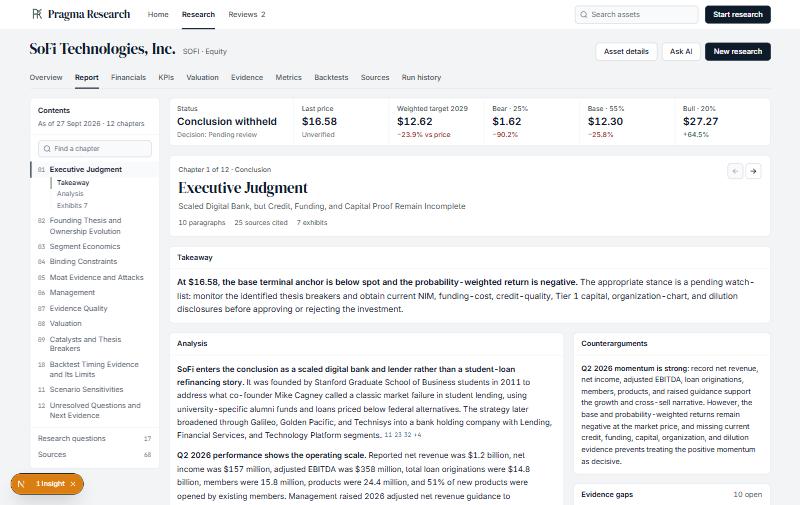 Pragma Research
Home
Research
Reviews 2
Search assets
Start research
SoFi Technologies, Inc.
SOFI · Equity
Asset details
Ask AI
New research
Overview
Report
Financials
KPIs
Valuation
Evidence
Metrics
Backtests
Sources
Run history
Contents
As of 27 Sept 2026 · 12 chapters
Find a chapter
01 Executive Judgment
Takeaway
Analysis
Exhibits 7
02 Founding Thesis and
Ownership Evolution
03 Segment Economics
04 Binding Constraints
05 Moat Evidence and Attacks
06 Management
07 Evidence Quality
08 Valuation
09 Catalysts and Thesis
Breakers
10 Backtest Timing Evidence
and Its Limits
11 Scenario Sensitivities
12 Unresolved Questions and
Next Evidence
Research questions 17
Sources 68
1 Insight ×
Status
Conclusion withheld
Decision: Pending review
Last price
$16.58
Unverified
Weighted target 2029
$12.62
−23.9% vs price
Bear · 25%
$1.62
−90.2%
Base · 55%
$12.30
−25.8%
Bull · 20%
$27.27
+64.5%
Chapter 1 of 12 · Conclusion
Executive Judgment
Scaled Digital Bank, but Credit, Funding, and Capital Proof Remain Incomplete
10 paragraphs 25 sources cited 7 exhibits
Takeaway
At $16.58, the base terminal anchor is below spot and the probability-weighted return is negative. The appropriate stance is a pending watch-
list: monitor the identified thesis breakers and obtain current NIM, funding-cost, credit-quality, Tier 1 capital, organization-chart, and dilution
disclosures before approving or rejecting the investment.
Analysis
SoFi enters the conclusion as a scaled digital bank and lender rather than a student-loan
refinancing story. It was founded by Stanford Graduate School of Business students in 2011 to
address what co-founder Mike Cagney called a classic market failure in student lending, using
university-specific alumni funds and loans priced below federal alternatives. The strategy later
broadened through Galileo, Golden Pacific, and Technisys into a bank holding company with Lending,
Financial Services, and Technology Platform segments. 11 23 32 +4
Q2 2026 performance shows the operating scale. Reported net revenue was $1.2 billion, net
income was $157 million, adjusted EBITDA was $358 million, total loan originations were $14.8
billion, members were 15.8 million, products were 24.4 million, and 51% of new products were
opened by existing members. Management raised 2026 adjusted net revenue guidance to
Counterarguments
Q2 2026 momentum is strong: record net revenue,
net income, adjusted EBITDA, loan originations,
members, products, and raised guidance support
the growth and cross-sell narrative. However, the
base and probability-weighted returns remain
negative at the market price, and missing current
credit, funding, capital, organization, and dilution
evidence prevents treating the positive momentum
as decisive.
Evidence gaps
10 open